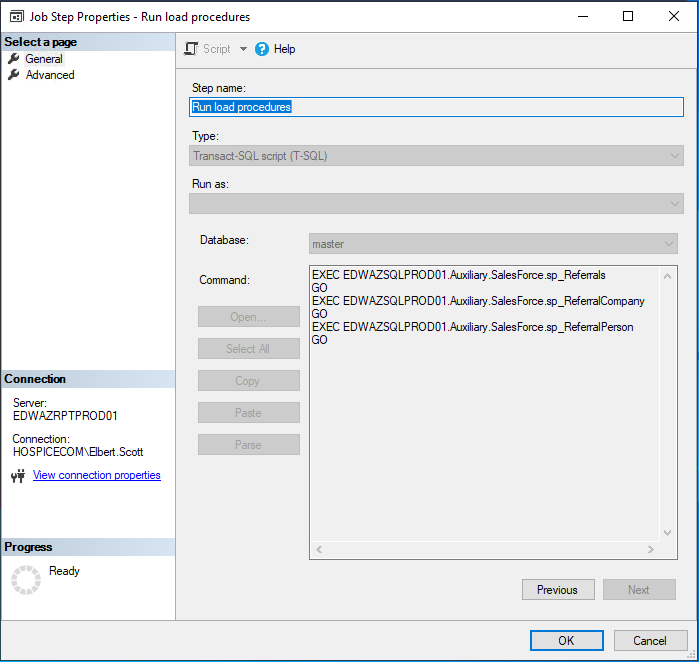 Job Step Properties - Run load procedures
Select a page
General
Advanced
Script
Help
Step name:
Run load procedures
Type:
Transact-SQL script (T-SQL)
Run as:
Database:
master
Command:
EXEC EDWAZSQLPROD01.Auxiliary.SalesForce.sp_Referrals
GO
EXEC EDWAZSQLPROD01.Auxiliary.SalesForce.sp_ReferralCompany
GO
EXEC EDWAZSQLPROD01.Auxiliary.SalesForce.sp_ReferralPerson
GO
Open...
Select All
Copy
Paste
Parse
Connection
Server:
EDWAZRPTPROD01
Connection:
HOSPICECOM\Elbert.Scott
View connection properties
Progress
Ready
Previous
Next
OK
Cancel